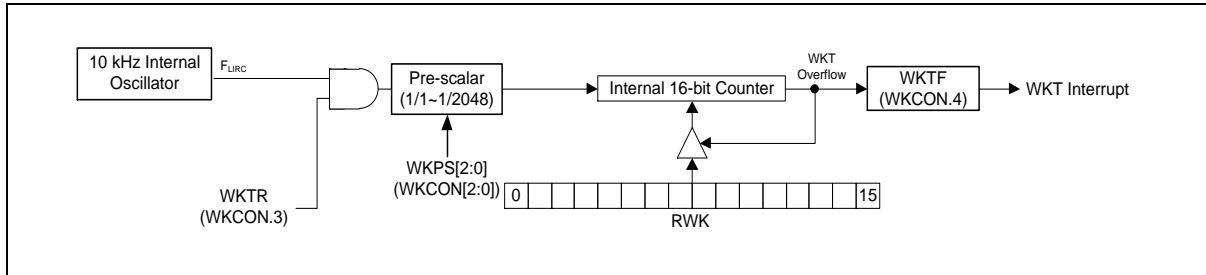 10 kHz Internal
Oscillator
FLIRC
Pre-scalar
(1/1~1/2048)
Internal 16-bit Counter
WKT
Overflow
WKTF
(WKCON.4)
WKT Interrupt
WKPS[2:0]
(WKCON[2:0])
WKTR
(WKCON.3)
0
15
RWK